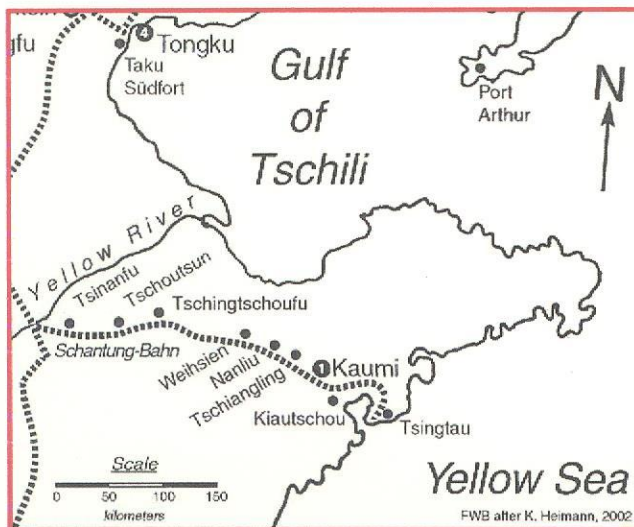 gfu
4
Tongku
Taku
Südfort
Gulf
of
Tschili
Port
Arthur
N
Yellow River
Tsinanfu
Tschoutsun
Tschingtschoufu
Schantung-Bahn
Weihsien
Nanliu
Tschiangling
1
Kaumi
Kiautschou
Tsingtau
Scale
0 50 100 150
kilometers
Yellow Sea
FWB after K. Heimann, 2002